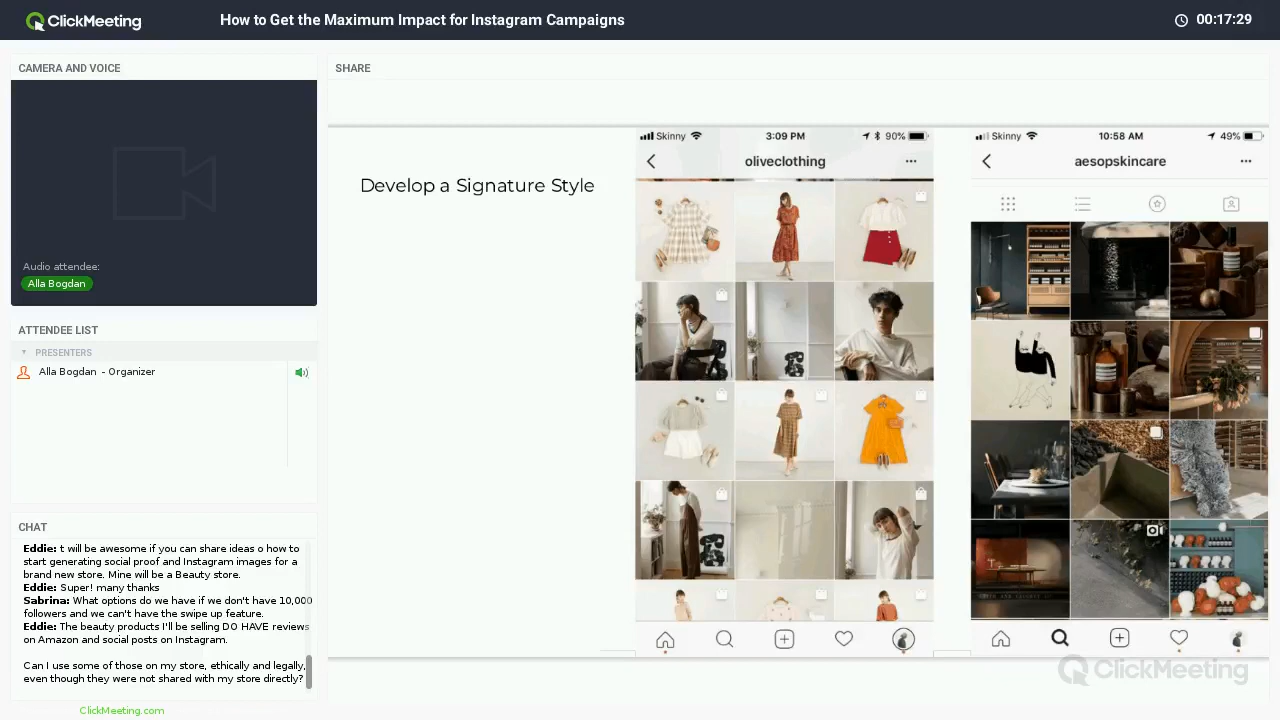 ClickMeeting
How to Get the Maximum Impact for Instagram Campaigns
00:17:29
CAMERA AND VOICE
Audio attendee:
Alla Bogdan
ATTENDEE LIST
PRESENTERS
Alla Bogdan - Organizer
CHAT
Eddie: t will be awesome if you can share ideas o how to
start generating social proof and Instagram images for a
brand new store. Mine will be a Beauty store.
Eddie: Super! many thanks
Sabrina: What options do we have if we don't have 10,000
followers and we can't have the swipe up feature.
Eddie: The beauty products I'll be selling DO HAVE reviews
on Amazon and social posts on Instagram.
Can I use some of those on my store, ethically and legally,
even though they were not shared with my store directly?
ClickMeeting.com
SHARE
Develop a Signature Style
Skinny 3:09 PM 90%
oliveclothing
Skinny 10:58 AM 49%
aesopskincare
ClickMeeting